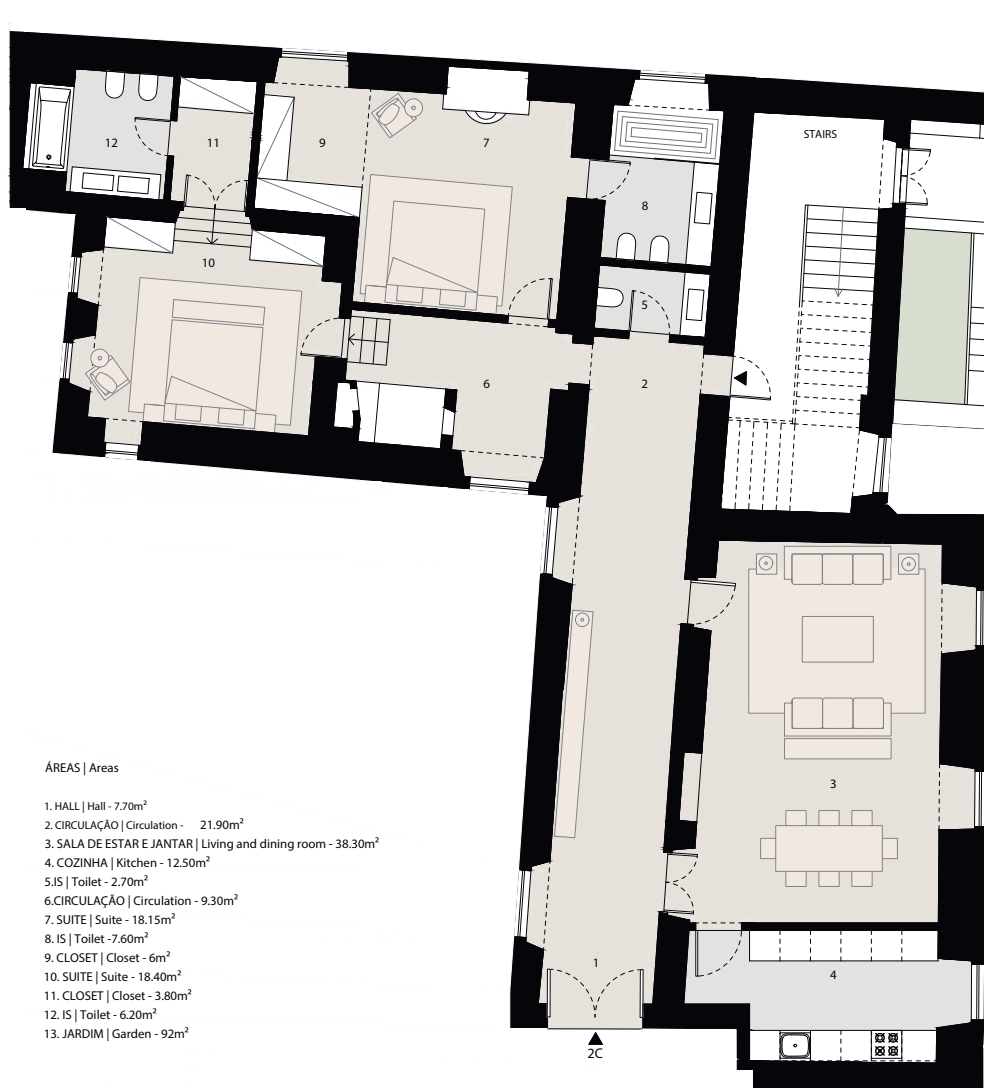 STAIRS
12
11
9
7
8
10
5
6
2
3
1
4
2C
ÁREAS | Areas
1. HALL | Hall - 7.70m²
2. CIRCULAÇÃO | Circulation - 21.90m²
3. SALA DE ESTAR E JANTAR | Living and dining room - 38.30m²
4. COZINHA | Kitchen - 12.50m²
5.IS | Toilet - 2.70m²
6.CIRCULAÇÃO | Circulation - 9.30m²
7. SUITE | Suite - 18.15m²
8. IS | Toilet -7.60m²
9. CLOSET | Closet - 6m²
10. SUITE | Suite - 18.40m²
11. CLOSET | Closet - 3.80m²
12. IS | Toilet - 6.20m²
13. JARDIM | Garden - 92m²